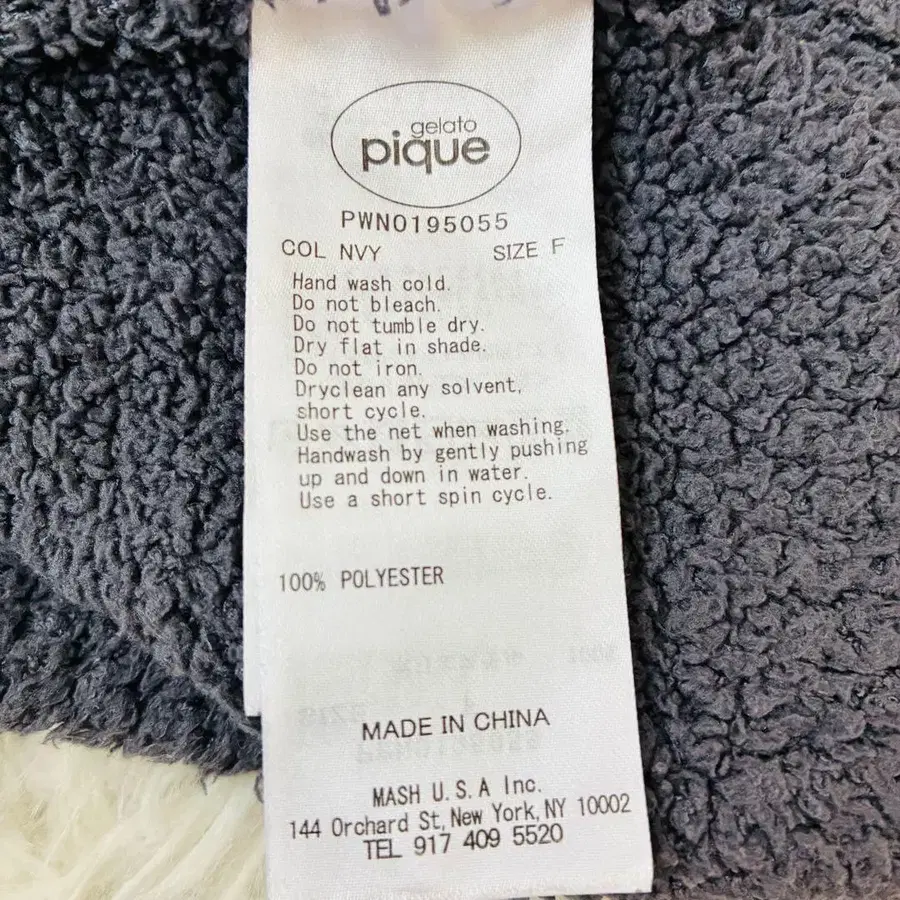 gelato
pique
PWNO195055
COL NVY SIZE F
Hand wash cold.
Do not bleach.
Do not tumble dry.
Dry flat in shade.
Do not iron.
Dryclean any solvent,
short cycle.
Use the net when washing.
Handwash by gently pushing
up and down in water.
Use a short spin cycle.
100% POLYESTER
MADE IN CHINA
MASH U.S.A Inc.
144 Orchard St, New York, NY 10002
TEL 917 409 5520